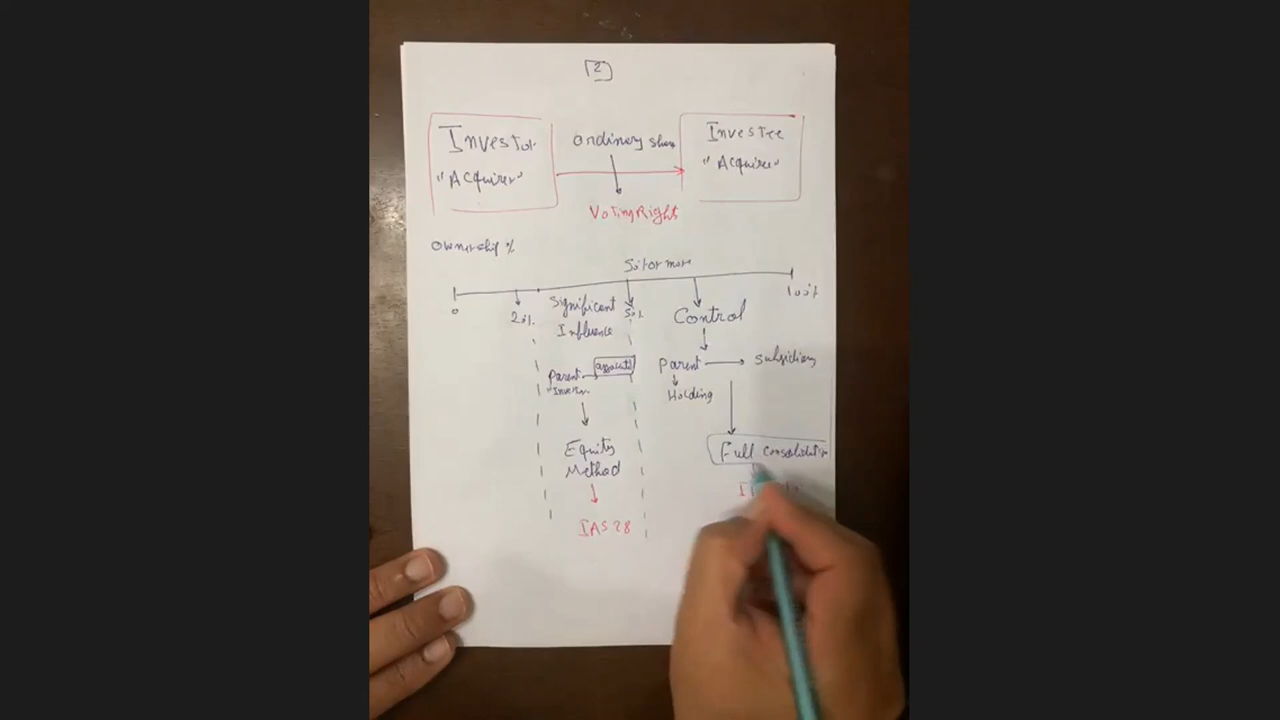 2
Investor
"Acquirer"
ordinary share
Investee
"Acquiree"
Voting Right
ownership %
50% or more
0
20%
Significant
Influence
50%
100%
Control
Parent
Investor
associate
Parent
Subsidiary
Holding
Equity
Method
Full consolidation
IAS 28